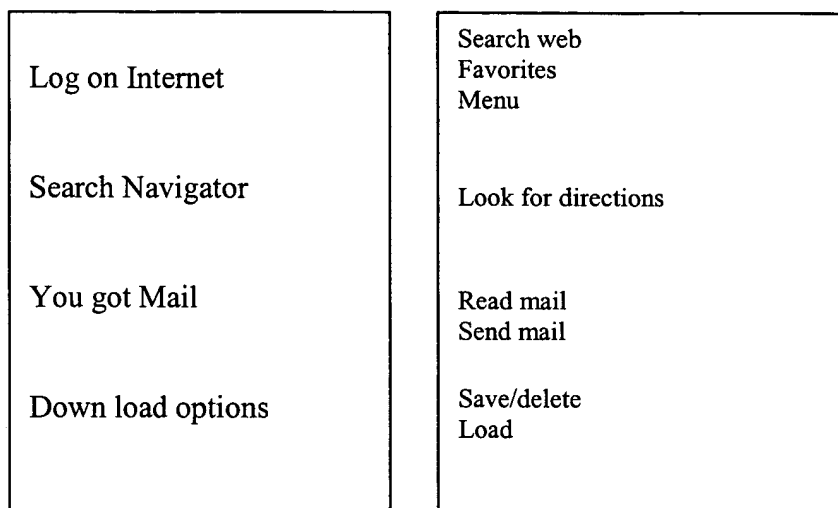 Log on Internet
Search Navigator
You got Mail
Down load options
Search web
Favorites
Menu
Look for directions
Read mail
Send mail
Save/delete
Load